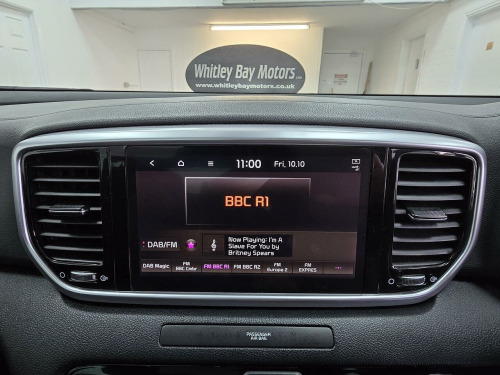 Whitley Bay Motors
www.whitleybaymotors.co.uk
11:00
Fri, 10.10
BBC R1
DAB/FM
Now Playing: I'm A
Slave For You by
Britney Spears
DAB Magic
FM
BBC Cmbr
FM BBC R1
FM BBC R2
FM
Europe 2
FM
EXPRES
PASSENGER
AIR BAG